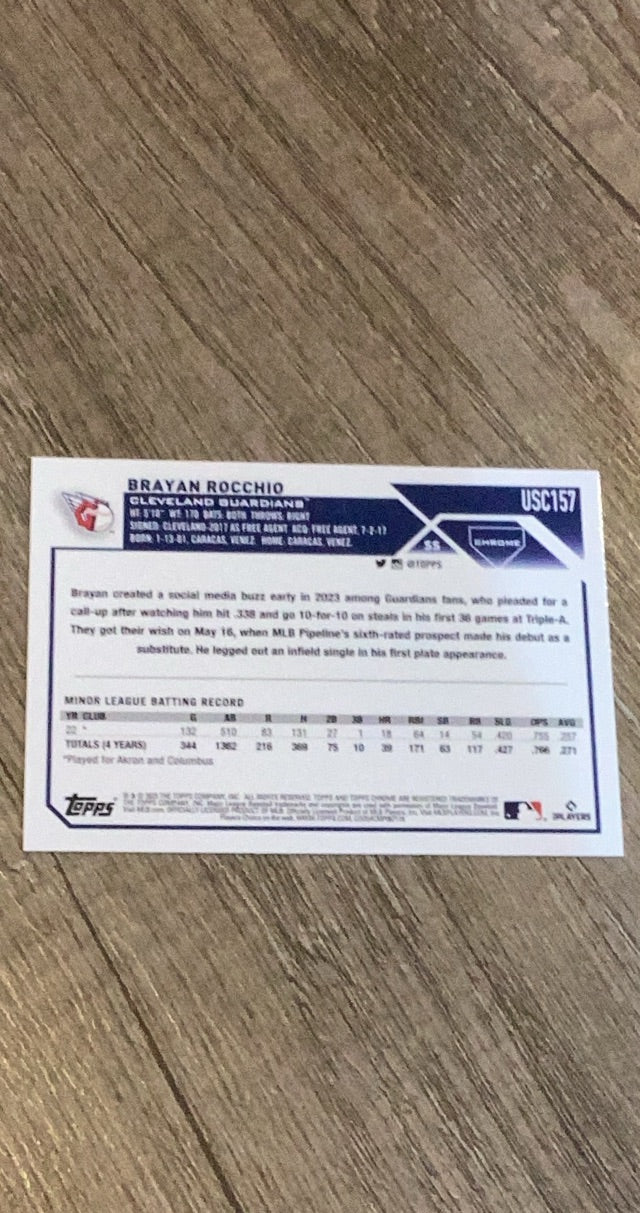 BRAYAN ROCCHIO
USC157
CLEVELAND GUARDIANS™
HT: 5'10" WT: 170 BATS: BOTH THROWS: RIGHT
SIGNED: CLEVELAND-2017 AS FREE AGENT ACQ: FREE AGENT, 7-2-17
BORN: 1-13-01, CARACAS, VENEZ. HOME: CARACAS, VENEZ.
SS
CHROME
@TOPPS
Brayan created a social media buzz early in 2023 among Guardians fans, who pleaded for a
call-up after watching him hit .338 and go 10-for-10 on steals in his first 36 games at Triple-A.
They got their wish on May 16, when MLB Pipeline's sixth-rated prospect made his debut as a
substitute. He legged out an infield single in his first plate appearance.
MINOR LEAGUE BATTING RECORD
YR CLUB G AB R H 2B 3B HR RBI SB BB SLG OPS AVG
22 * 132 510 83 131 27 1 18 64 14 54 .420 .755 .257
TOTALS (4 YEARS) 344 1362 216 369 75 10 39 171 63 117 .427 .766 .271
*Played for Akron and Columbus
Topps
PLAYERS